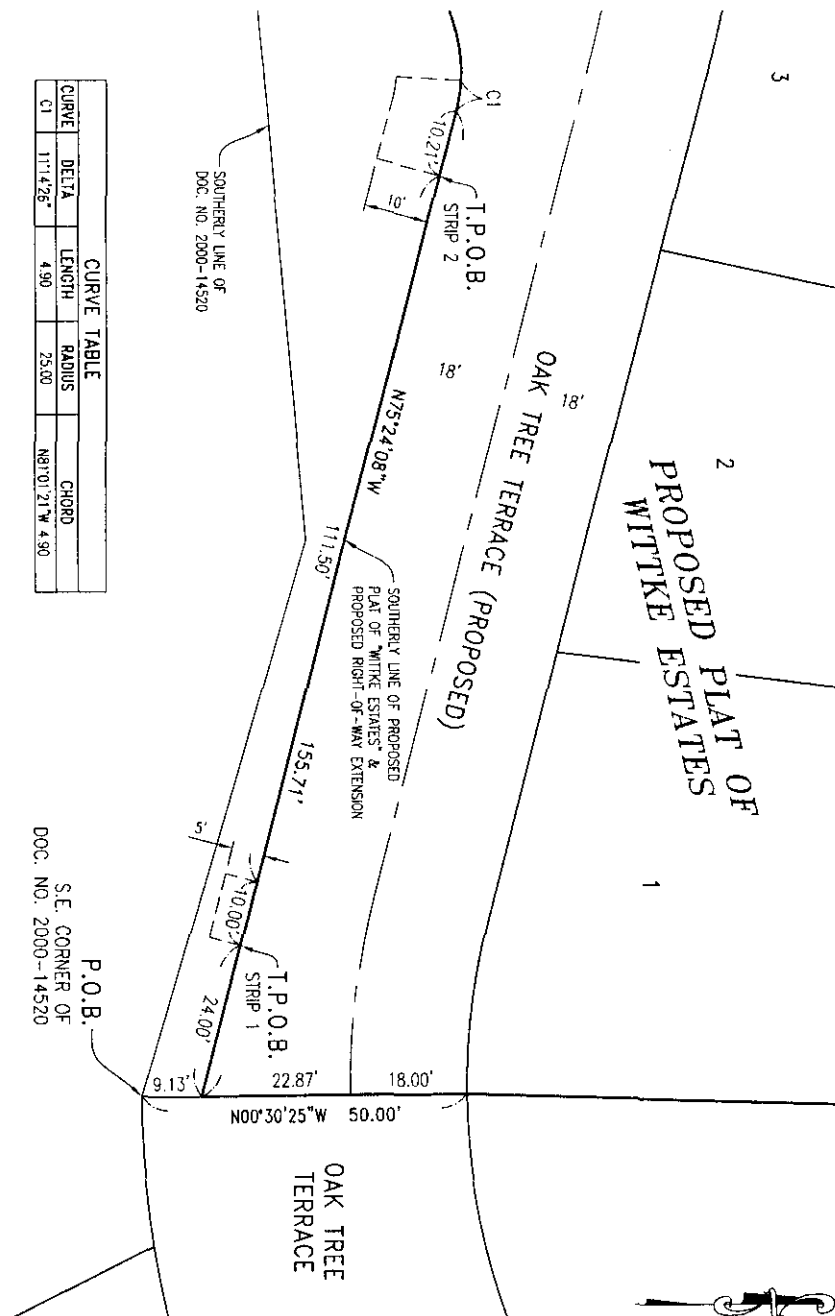 3
2
PROPOSED PLAT OF
WITTKE ESTATES
1
C1
10.21'
T.P.O.B.
STRIP 2
10'
18'
18'
OAK TREE TERRACE (PROPOSED)
N75°24'08"W
111.50'
155.71'
SOUTHERLY LINE OF PROPOSED
PLAT OF "WITTKE ESTATES" &
PROPOSED RIGHT-OF-WAY EXTENSION
SOUTHERLY LINE OF
DOC. NO. 2000-14520
5'
10.00'
T.P.O.B.
STRIP 1
24.00'
9.13'
22.87'
18.00'
N00°30'25"W 50.00'
P.O.B.
S.E. CORNER OF
DOC. NO. 2000-14520
OAK TREE
TERRACE
CURVE TABLE
CURVE DELTA LENGTH RADIUS CHORD
C1 11°14'26" 4.90 25.00 N81°01'21"W 4.90